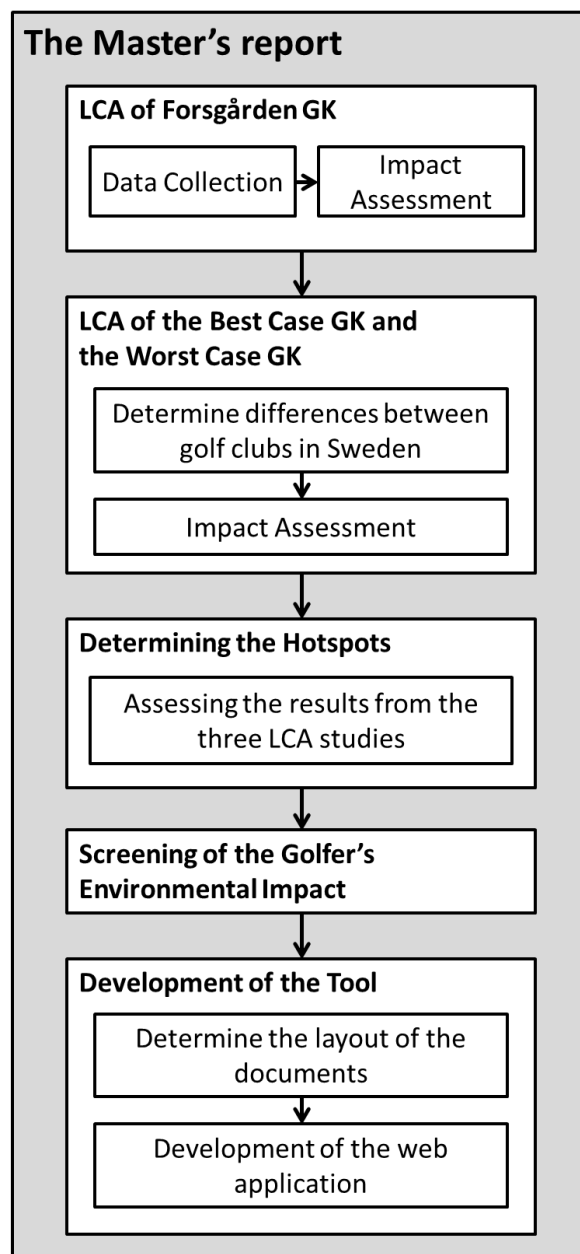 The Master's report
LCA of Forsgården GK
Data Collection
Impact
Assessment
LCA of the Best Case GK and
the Worst Case GK
Determine differences between
golf clubs in Sweden
Impact Assessment
Determining the Hotspots
Assessing the results from the
three LCA studies
Screening of the Golfer's
Environmental Impact
Development of the Tool
Determine the layout of the
documents
Development of the web
application